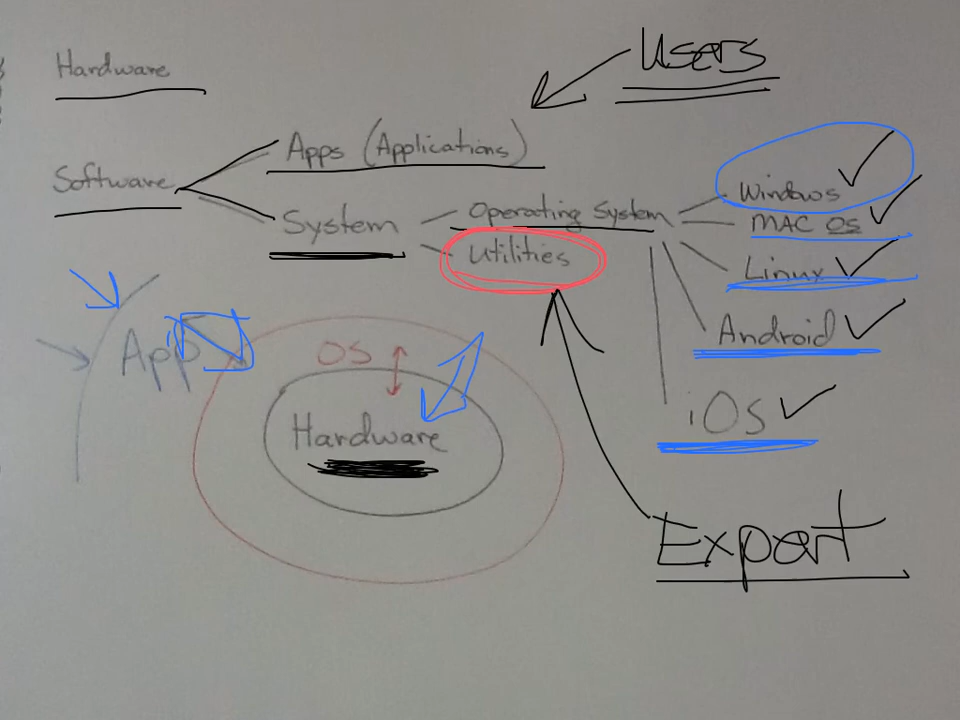 Users
Hardware
Apps (Applications)
Software
Windows
System
Operating System
MAC OS
Utilities
Linux
Android
App
OS
iOS
Hardware
Expert